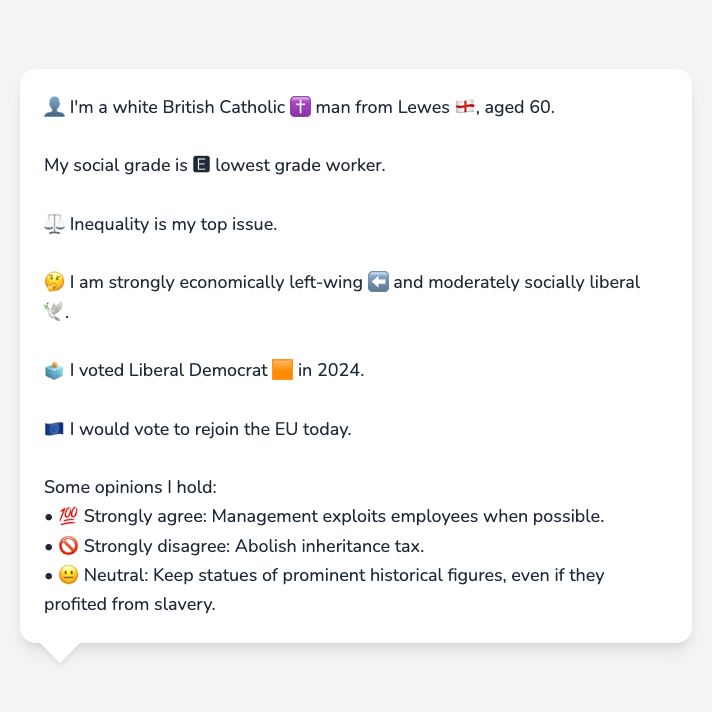 👤 I'm a white British Catholic ✝️ man from Lewes 🏴󠁧󠁢󠁥󠁮󠁧󠁿, aged 60.
My social grade is 🅴 lowest grade worker.
⚖️ Inequality is my top issue.
🤔 I am strongly economically left-wing ⬅️ and moderately socially liberal
🕊️.
🗳️ I voted Liberal Democrat 🟧 in 2024.
🇪🇺 I would vote to rejoin the EU today.
Some opinions I hold:
• 💯 Strongly agree: Management exploits employees when possible.
• 🚫 Strongly disagree: Abolish inheritance tax.
• 😐 Neutral: Keep statues of prominent historical figures, even if they
profited from slavery.